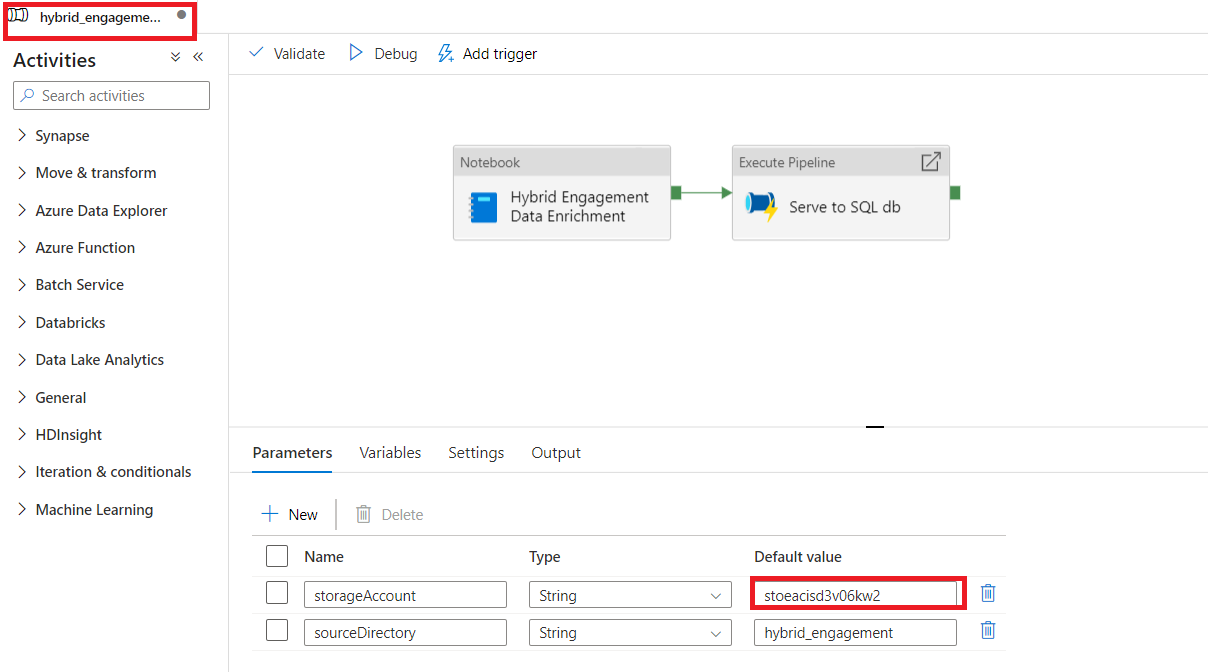 hybrid_engageme...
Activities
Search activities
Synapse
Move & transform
Azure Data Explorer
Azure Function
Batch Service
Databricks
Data Lake Analytics
General
HDInsight
Iteration & conditionals
Machine Learning
Validate Debug Add trigger
Notebook
Hybrid Engagement
Data Enrichment
Execute Pipeline
Serve to SQL db
Parameters Variables Settings Output
New Delete
Name Type Default value
storageAccount String stoeacisd3v06kw2
sourceDirectory String hybrid_engagement